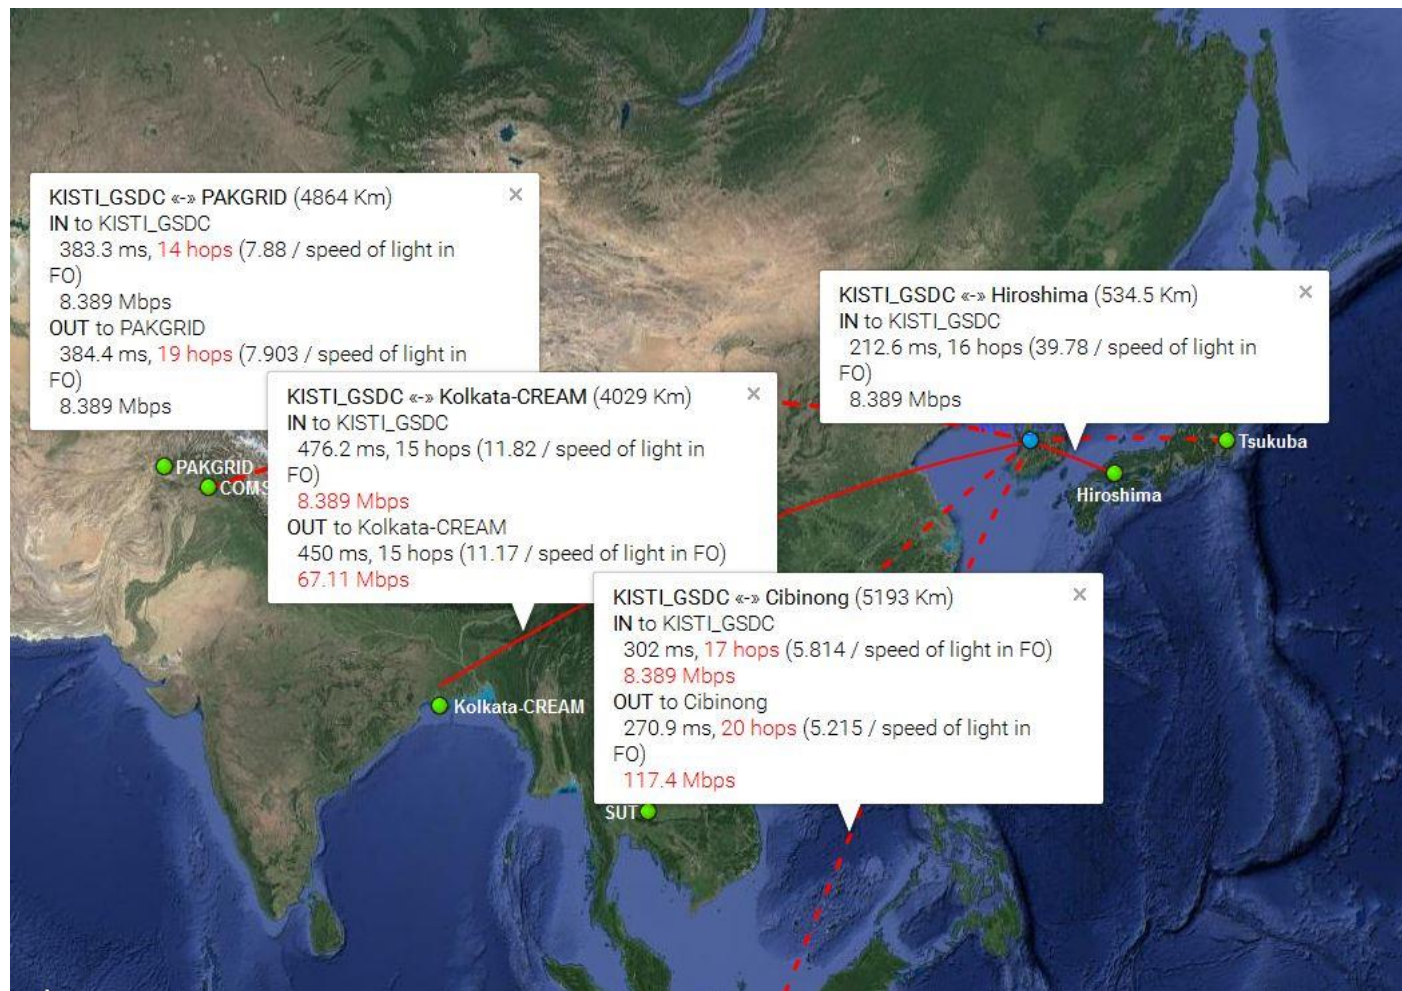 KISTI_GSDC «-» PAKGRID (4864 Km) ×
IN to KISTI_GSDC
383.3 ms, 14 hops (7.88 / speed of light in
FO)
8.389 Mbps
OUT to PAKGRID
384.4 ms, 19 hops (7.903 / speed of light in
FO)
8.389 Mbps
KISTI_GSDC «-» Hiroshima (534.5 Km) ×
IN to KISTI_GSDC
212.6 ms, 16 hops (39.78 / speed of light in
FO)
8.389 Mbps
KISTI_GSDC «-» Kolkata-CREAM (4029 Km) ×
IN to KISTI_GSDC
476.2 ms, 15 hops (11.82 / speed of light in
FO)
8.389 Mbps
OUT to Kolkata-CREAM
450 ms, 15 hops (11.17 / speed of light in FO)
67.11 Mbps
PAKGRID
COMS
Tsukuba
Hiroshima
KISTI_GSDC «-» Cibinong (5193 Km) ×
IN to KISTI_GSDC
302 ms, 17 hops (5.814 / speed of light in FO)
8.389 Mbps
OUT to Cibinong
270.9 ms, 20 hops (5.215 / speed of light in
FO)
117.4 Mbps
Kolkata-CREAM
SUT